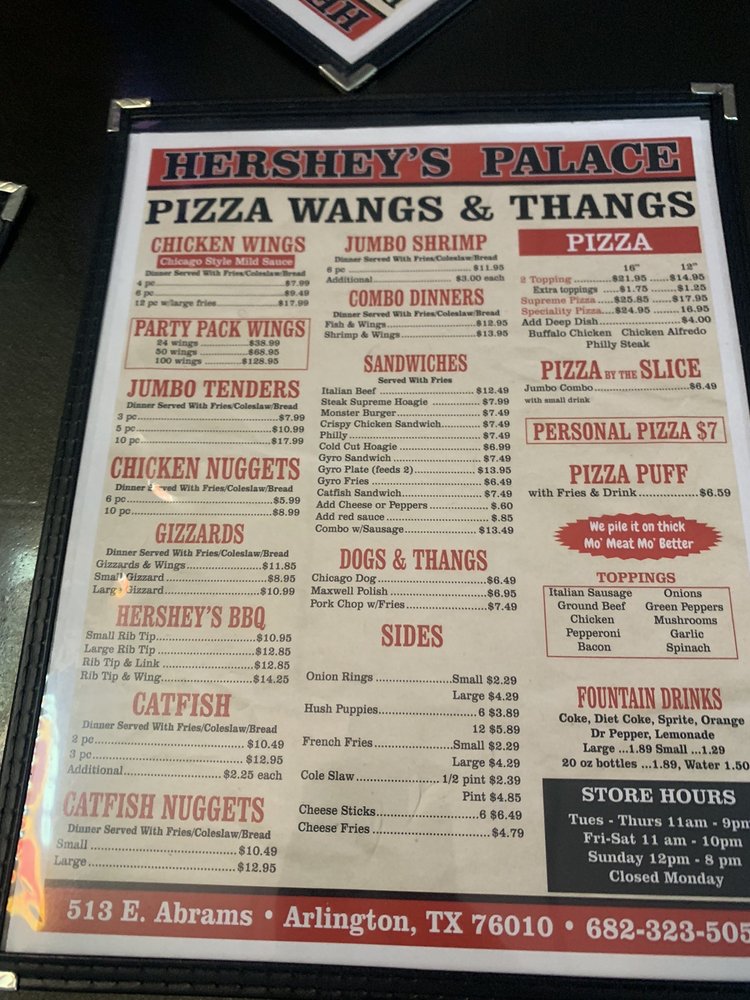 HERSHEY'S PALACE
PIZZA WANGS & THANGS
CHICKEN WINGS
Chicago Style Mild Sauce
Dinner Served With Fries/Coleslaw/Bread
4 pc......$7.99
6 pc......$9.49
12 pc w/large fries......$17.99
PARTY PACK WINGS
24 wings ......$38.99
50 wings ......$68.95
100 wings ......$128.95
JUMBO TENDERS
Dinner Served With Fries/Coleslaw/Bread
3 pc......$7.99
5 pc......$10.99
10 pc......$17.99
CHICKEN NUGGETS
Dinner Served With Fries/Coleslaw/Bread
6 pc......$5.99
10 pc......$8.99
GIZZARDS
Dinner Served With Fries/Coleslaw/Bread
Gizzards & Wings......$11.85
Small Gizzard ......$8.95
Large Gizzard......$10.99
HERSHEY'S BBQ
Small Rib Tip......$10.95
Large Rib Tip ......$12.85
Rib Tip & Link ......$12.85
Rib Tip & Wing......$14.25
CATFISH
Dinner Served With Fries/Coleslaw/Bread
2 pc......$10.49
3 pc......$12.95
Additional......$2.25 each
CATFISH NUGGETS
Dinner Served With Fries/Coleslaw/Bread
Small ......$10.49
Large......$12.95
JUMBO SHRIMP
Dinner Served With Fries/Coleslaw/Bread
6 pc ......$11.95
Additional......$3.00 each
COMBO DINNERS
Dinner Served With Fries/Coleslaw/Bread
Fish & Wings......$12.95
Shrimp & Wings......$13.95
SANDWICHES
Served With Fries
Italian Beef ......$12.49
Steak Supreme Hoagie ......$7.99
Monster Burger......$7.49
Crispy Chicken Sandwich......$7.49
Philly......$7.49
Cold Cut Hoagie ......$6.99
Gyro Sandwich ......$7.49
Gyro Plate (feeds 2)......$13.95
Gyro Fries ......$6.49
Catfish Sandwich......$7.49
Add Cheese or Peppers......$.60
Add red sauce ......$.85
Combo w/Sausage......$13.49
DOGS & THANGS
Chicago Dog......$6.49
Maxwell Polish ......$6.95
Pork Chop w/Fries......$7.49
SIDES
Onion Rings ......Small $2.29
Large $4.29
Hush Puppies......6 $3.89
12 $5.89
French Fries......Small $2.29
Large $4.29
Cole Slaw ......1/2 pint $2.39
Pint $4.85
Cheese Sticks......6 $6.49
Cheese Fries ......$4.79
PIZZA
16" 12"
2 Topping ......$21.95 ......$14.95
Extra toppings ......$1.75 ......$1.25
Supreme Pizza....$25.85 ......$17.95
Speciality Pizza....$24.95 ...... 16.95
Add Deep Dish......$4.00
Buffalo Chicken Chicken Alfredo
Philly Steak
PIZZA BY THE SLICE
Jumbo Combo......$6.49
with small drink
PERSONAL PIZZA $7
PIZZA PUFF
with Fries & Drink......$6.59
We pile it on thick
Mo' Meat Mo' Better
TOPPINGS
Italian Sausage Onions
Ground Beef Green Peppers
Chicken Mushrooms
Pepperoni Garlic
Bacon Spinach
FOUNTAIN DRINKS
Coke, Diet Coke, Sprite, Orange
Dr Pepper, Lemonade
Large ...1.89 Small ...1.29
20 oz bottles ...1.89, Water 1.50
STORE HOURS
Tues - Thurs 11am - 9pm
Fri-Sat 11 am - 10pm
Sunday 12pm - 8 pm
Closed Monday
513 E. Abrams • Arlington, TX 76010 • 682-323-505